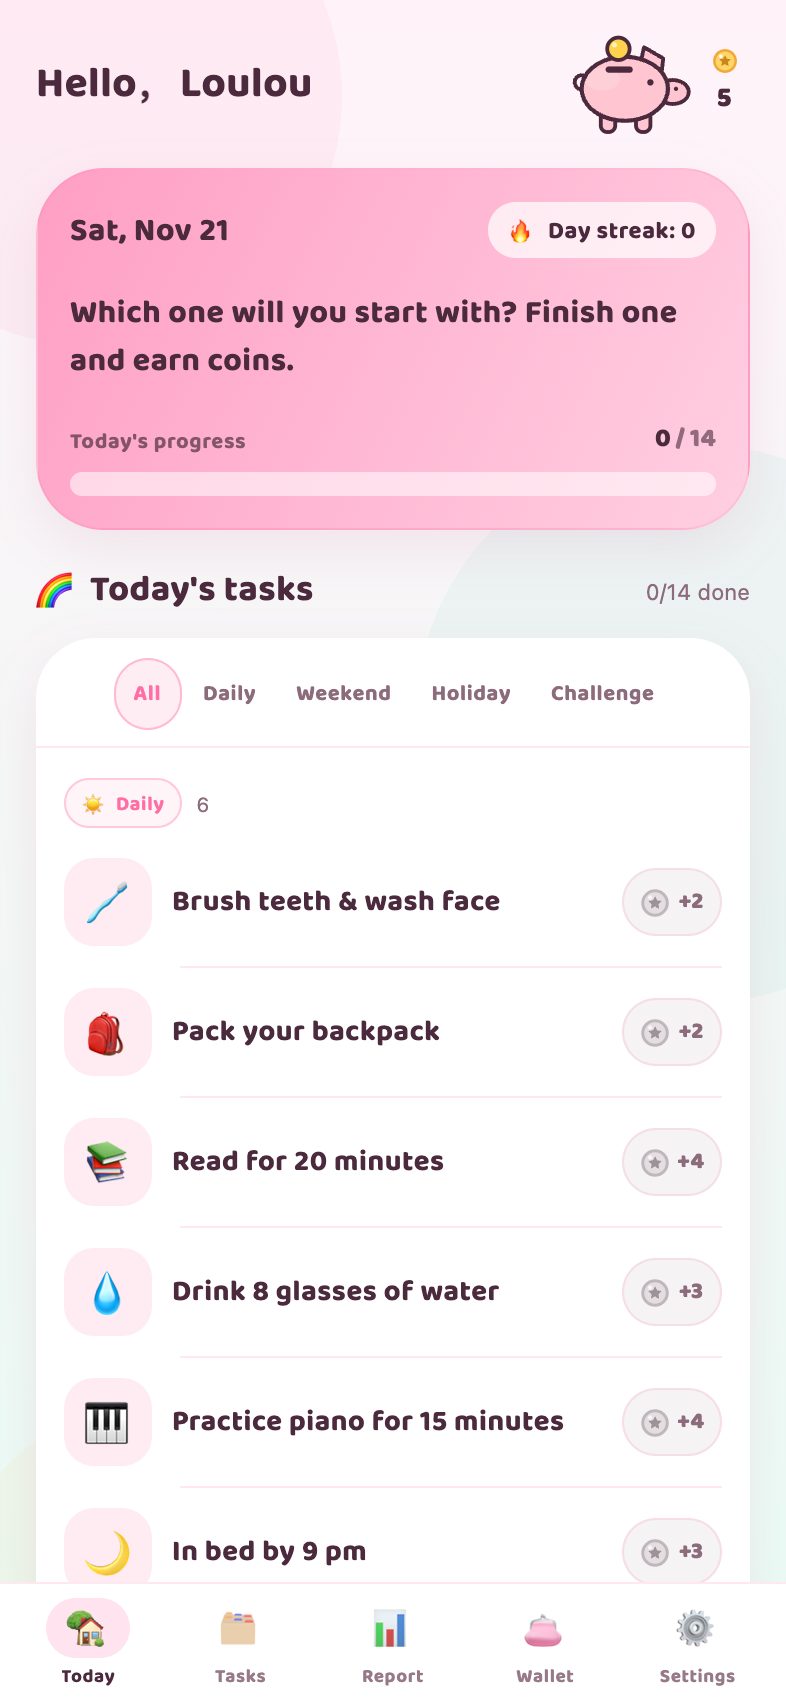 Hello, Loulou
5
Sat, Nov 21
🔥 Day streak: 0
Which one will you start with? Finish one
and earn coins.
Today's progress
0 / 14
🌈 Today's tasks
0/14 done
All Daily Weekend Holiday Challenge
☀️ Daily 6
Brush teeth & wash face +2
Pack your backpack +2
Read for 20 minutes +4
Drink 8 glasses of water +3
Practice piano for 15 minutes +4
In bed by 9 pm +3
Today Tasks Report Wallet Settings